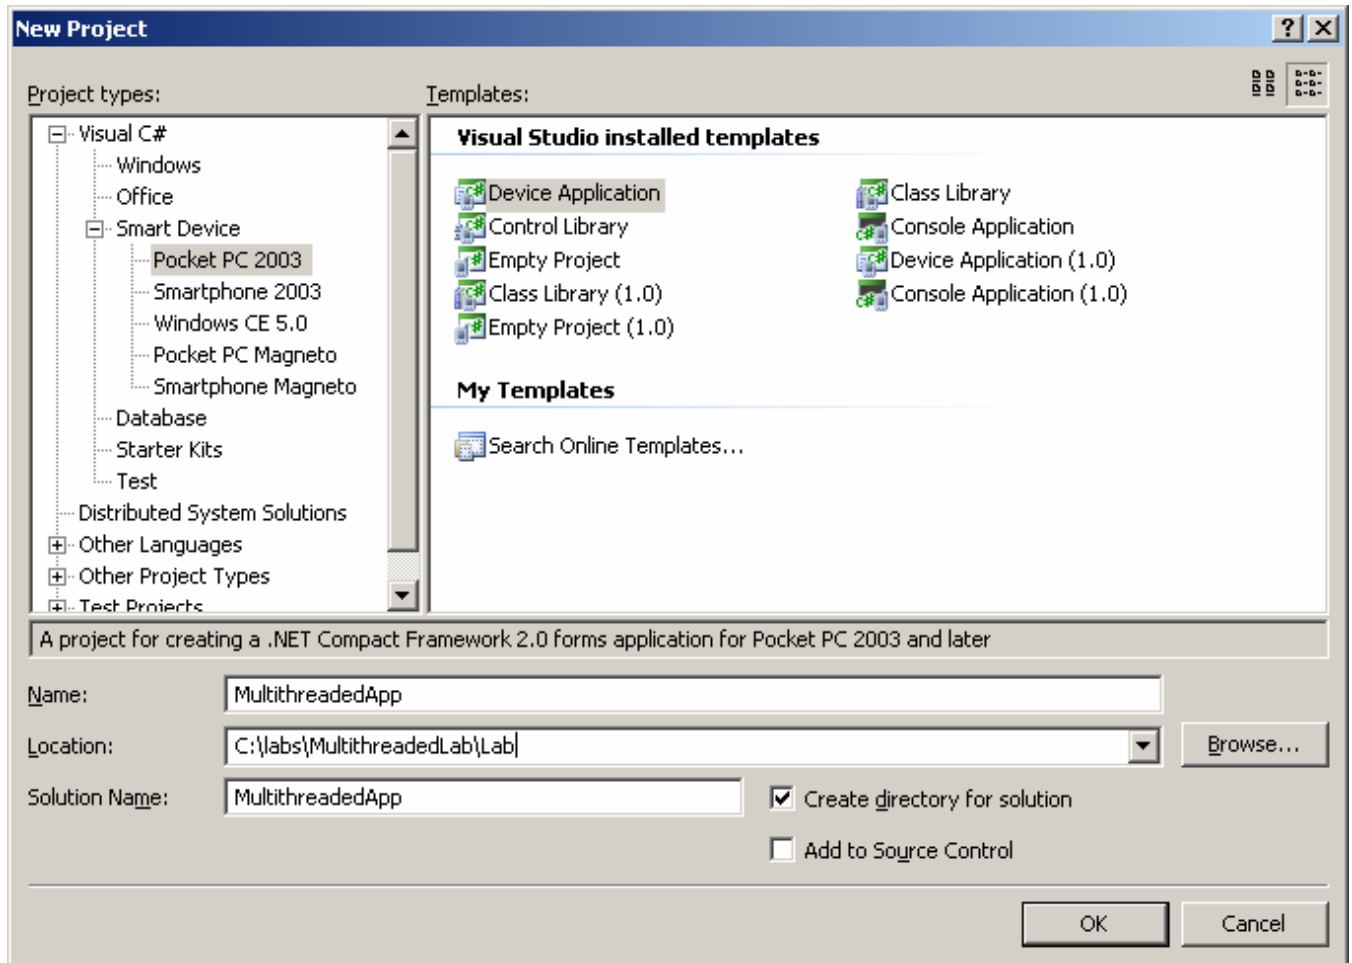 New Project
Project types:
Visual C#
Windows
Office
Smart Device
Pocket PC 2003
Smartphone 2003
Windows CE 5.0
Pocket PC Magneto
Smartphone Magneto
Database
Starter Kits
Test
Distributed System Solutions
Other Languages
Other Project Types
Test Projects
Templates:
Visual Studio installed templates
Device Application
Class Library
Control Library
Console Application
Empty Project
Device Application (1.0)
Class Library (1.0)
Console Application (1.0)
Empty Project (1.0)
My Templates
Search Online Templates...
A project for creating a .NET Compact Framework 2.0 forms application for Pocket PC 2003 and later
Name: MultithreadedApp
Location: C:\labs\MultithreadedLab\Lab Browse...
Solution Name: MultithreadedApp Create directory for solution
Add to Source Control
OK Cancel